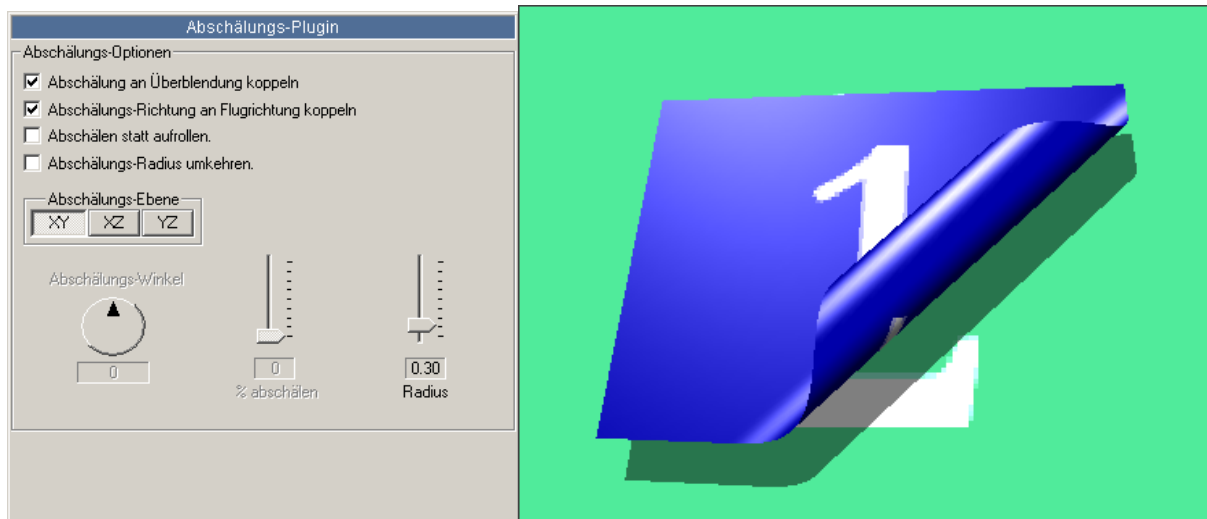 Abschälungs-Plugin
Abschälungs-Optionen
Abschälung an Überblendung koppeln
Abschälungs-Richtung an Flugrichtung koppeln
Abschälen statt aufrollen.
Abschälungs-Radius umkehren.
Abschälungs-Ebene
XY XZ YZ
Abschälungs-Winkel
0 0 0.30
% abschälen Radius
1